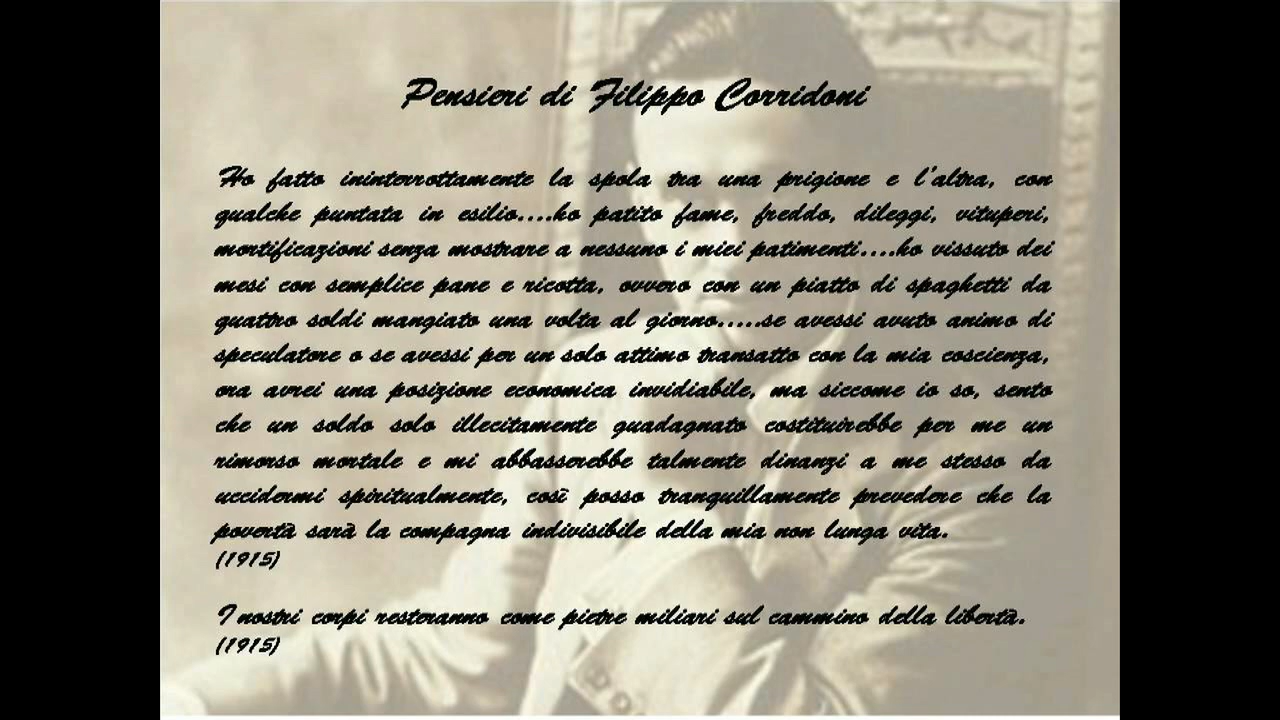 Pensieri di Filippo Corridoni
Ho fatto ininterrottamente la spola tra una prigione e l'altra, con
qualche puntata in esilio....ho patito fame, freddo, dileggi, vituperi,
mortificazioni senza mostrare a nessuno i miei patimenti....ho vissuto dei
mesi con semplice pane e ricotta, ovvero con un piatto di spaghetti da
quattro soldi mangiato una volta al giorno.....se avessi avuto animo di
speculatore o se avessi per un solo attimo transatto con la mia coscienza,
ora avrei una posizione economica invidiabile, ma siccome io so, sento
che un soldo solo illecitamente guadagnato costituirebbe per me un
rimorso mortale e mi abbasserebbe talmente dinanzi a me stesso da
uccidermi spiritualmente, così posso tranquillamente prevedere che la
povertà sarà la compagna indivisibile della mia non lunga vita.
(1915)
I nostri corpi resteranno come pietre miliari sul cammino della libertà.
(1915)